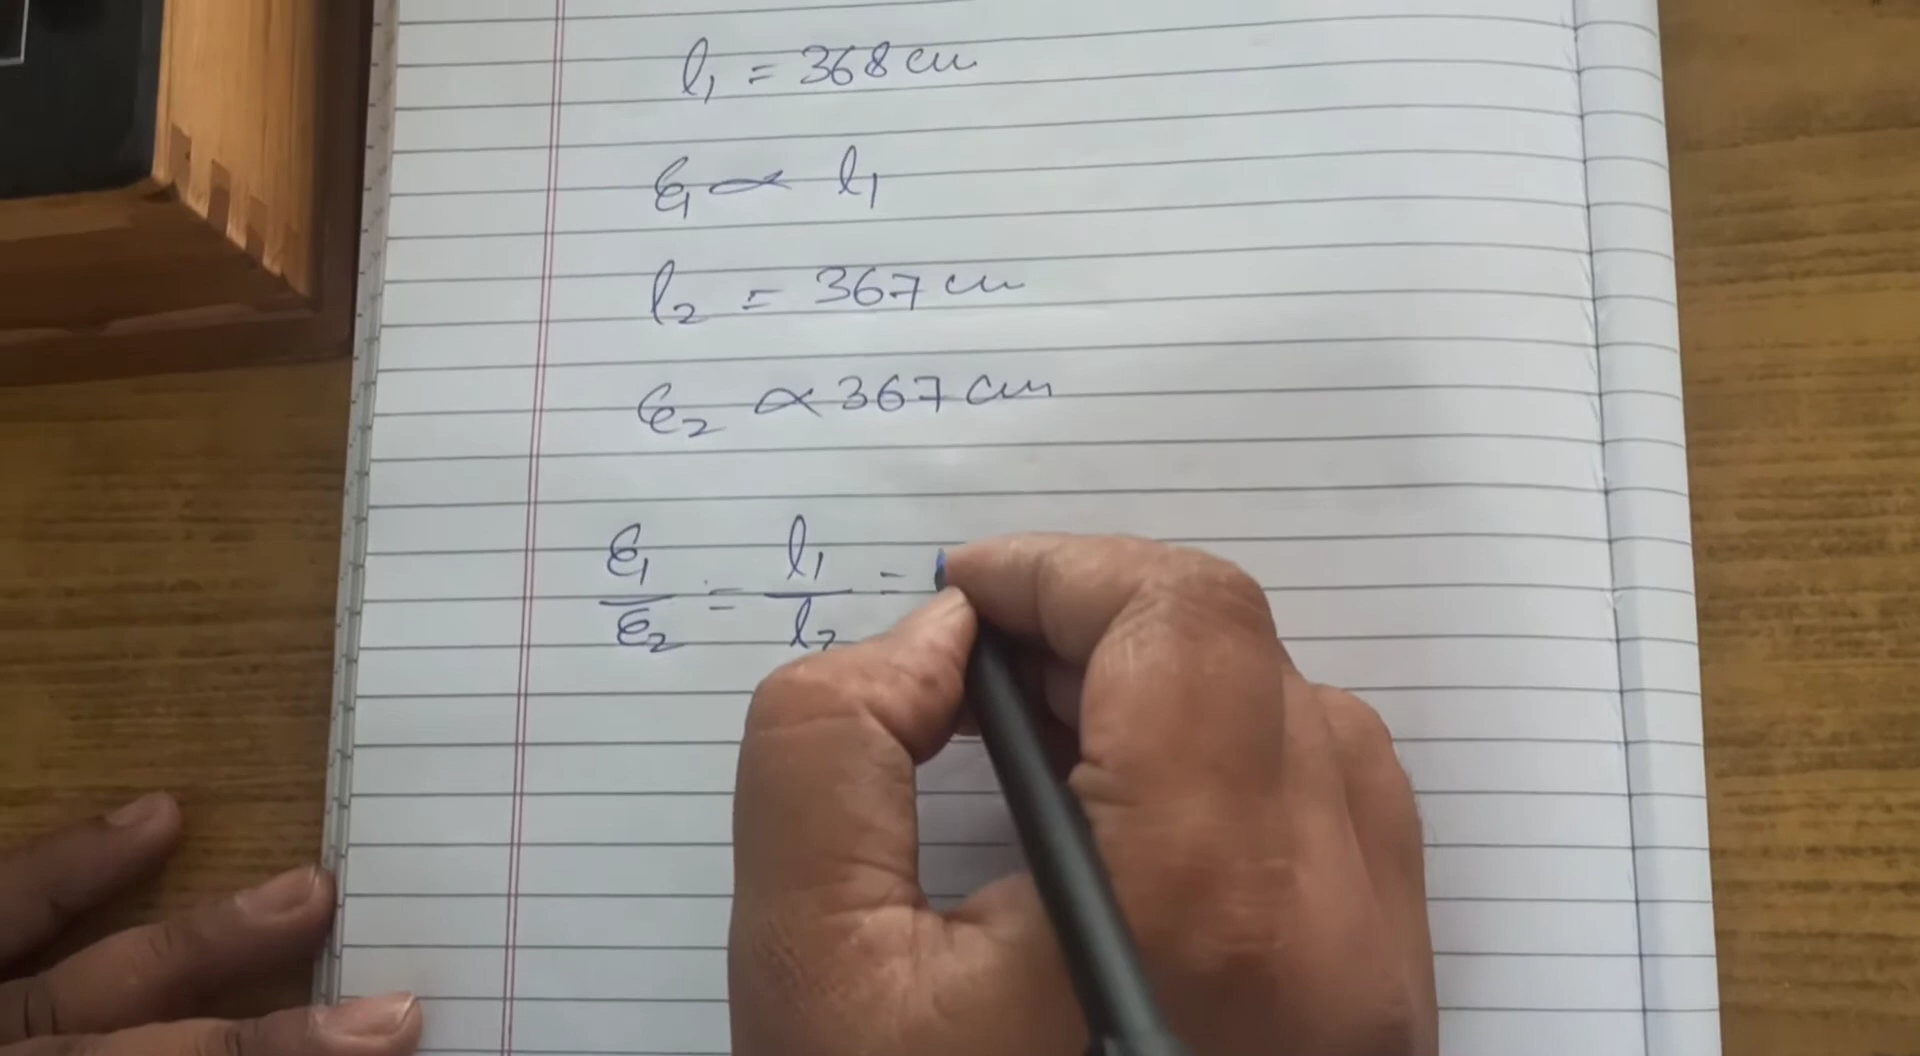 l₁ = 368 cm
ε₁ ∝ l₁
l₂ = 367 cm
ε₂ ∝ 367 cm
ε₁/ε₂ = l₁/l₂ =